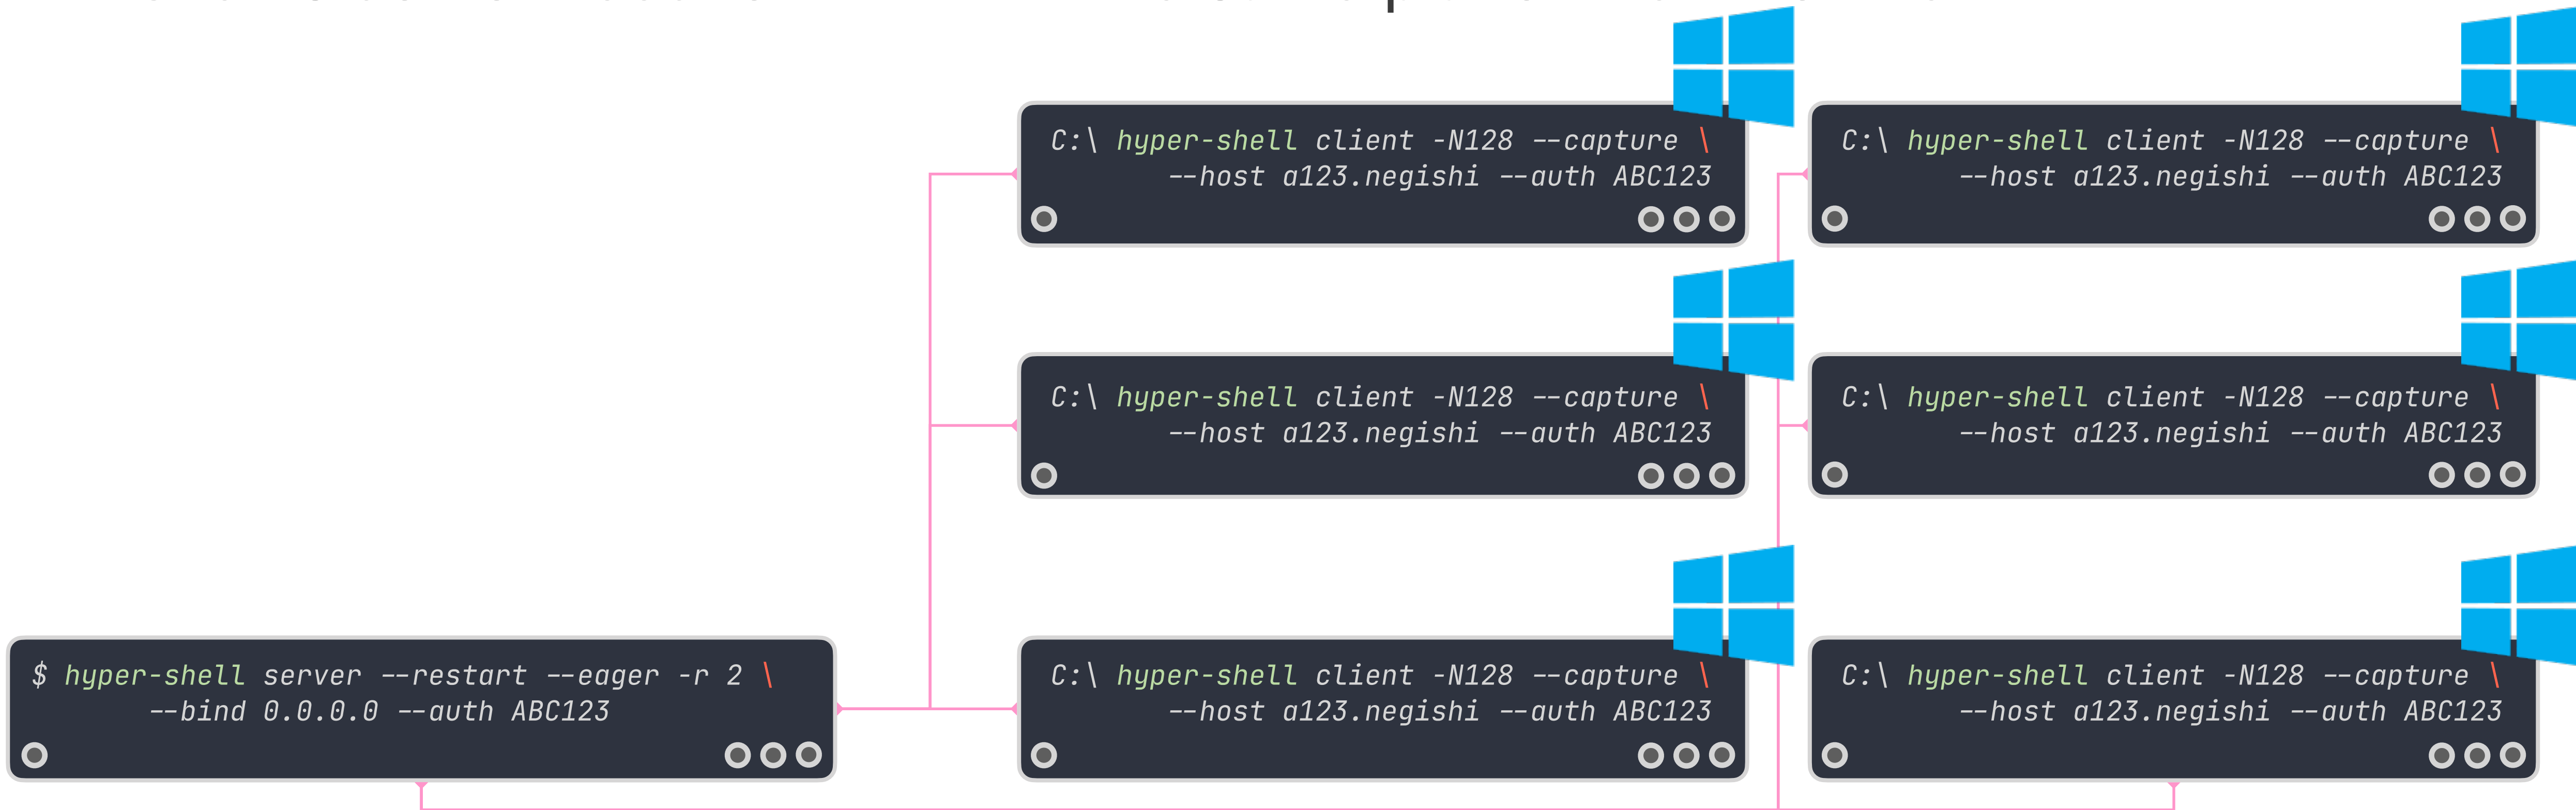 C:\ hyper-shell client -N128 --capture \
--host a123.negishi --auth ABC123
C:\ hyper-shell client -N128 --capture \
--host a123.negishi --auth ABC123
C:\ hyper-shell client -N128 --capture \
--host a123.negishi --auth ABC123
C:\ hyper-shell client -N128 --capture \
--host a123.negishi --auth ABC123
$ hyper-shell server --restart --eager -r 2 \
--bind 0.0.0.0 --auth ABC123
C:\ hyper-shell client -N128 --capture \
--host a123.negishi --auth ABC123
C:\ hyper-shell client -N128 --capture \
--host a123.negishi --auth ABC123